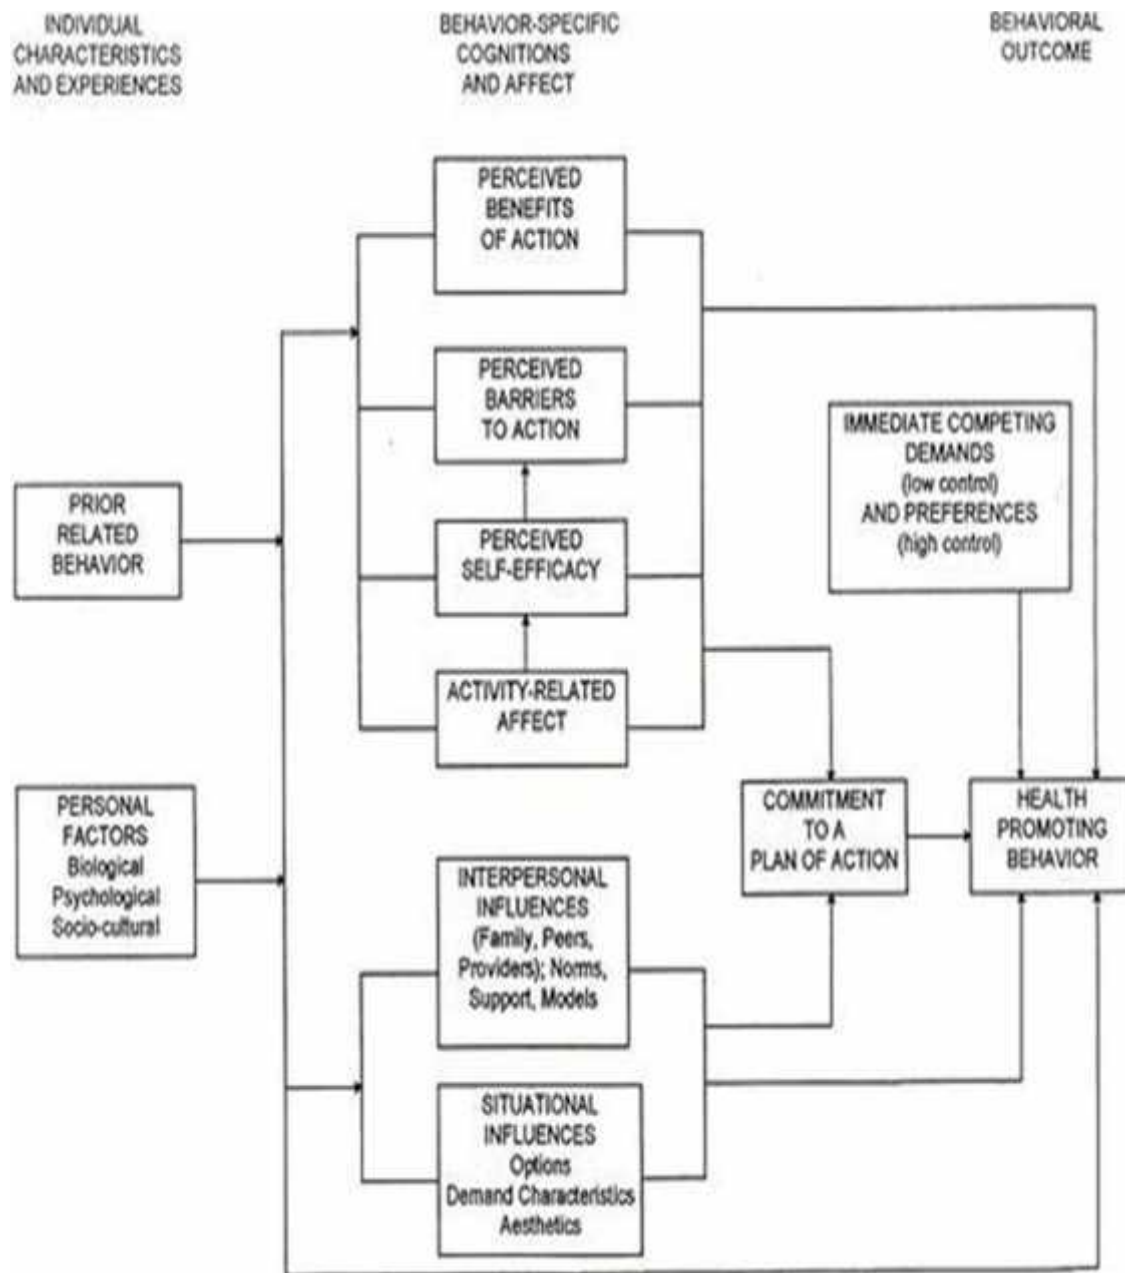 INDIVIDUAL
CHARACTERISTICS
AND EXPERIENCES
BEHAVIOR-SPECIFIC
COGNITIONS
AND AFFECT
BEHAVIORAL
OUTCOME
PERCEIVED
BENEFITS
OF ACTION
PERCEIVED
BARRIERS
TO ACTION
IMMEDIATE COMPETING
DEMANDS
(low control)
AND PREFERENCES
(high control)
PRIOR
RELATED
BEHAVIOR
PERCEIVED
SELF-EFFICACY
ACTIVITY-RELATED
AFFECT
PERSONAL
FACTORS
Biological
Psychological
Socio-cultural
COMMITMENT
TO A
PLAN OF ACTION
HEALTH
PROMOTING
BEHAVIOR
INTERPERSONAL
INFLUENCES
(Family, Peers,
Providers); Norms,
Support, Models
SITUATIONAL
INFLUENCES
Options
Demand Characteristics
Aesthetics